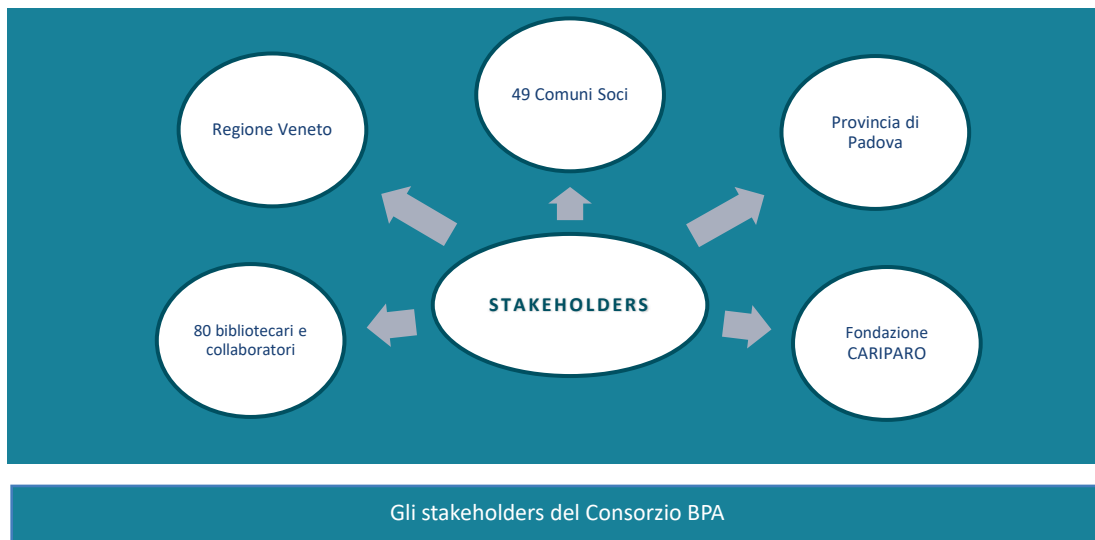 49 Comuni Soci
Regione Veneto
Provincia di
Padova
STAKEHOLDERS
80 bibliotecari e
collaboratori
Fondazione
CARIPARO
Gli stakeholders del Consorzio BPA